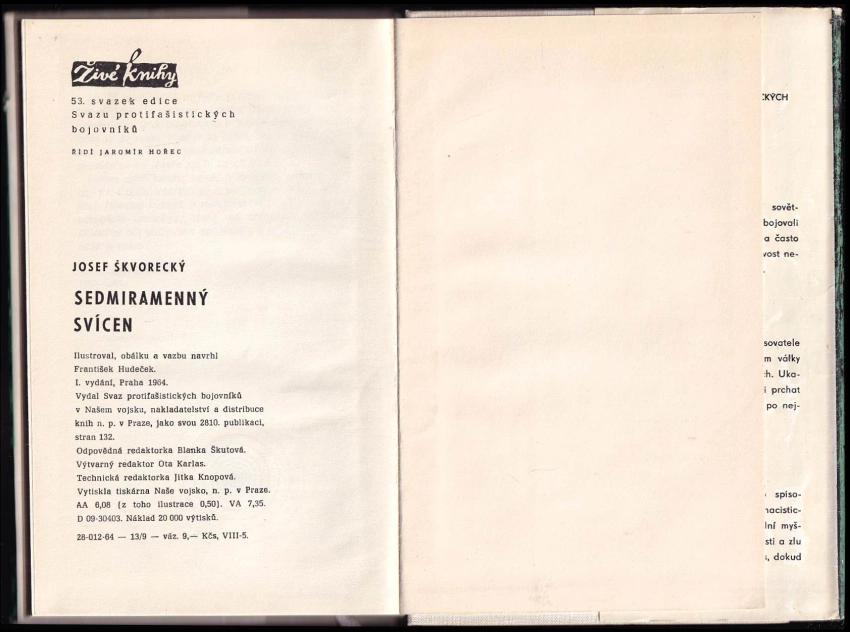 Živé knihy
53. svazek edice
Svazu protifašistických
bojovníků
ŘÍDÍ JAROMÍR HOŘEC
JOSEF ŠKVORECKÝ
SEDMIRAMENNÝ
SVÍCEN
Ilustroval, obálku a vazbu navrhl
František Hudeček.
I. vydání, Praha 1964.
Vydal Svaz protifašistických bojovníků
v Našem vojsku, nakladatelství a distribuce
knih n. p. v Praze, jako svou 2810. publikaci,
stran 132.
Odpovědná redaktorka Blanka Škutová.
Výtvarný redaktor Ota Karlas.
Technická redaktorka Jitka Knopová.
Vytiskla tiskárna Naše vojsko, n. p. v Praze.
AA 6,08 (z toho ilustrace 0,50). VA 7,35.
D 09-30403. Náklad 20 000 výtisků.
28-012-64 — 13/9 — váz. 9,— Kčs, VIII-5.
CKÝCH
sovět-
bojovali
a často
vost ne-
sovatele
m války
h. Uka-
i prchat
po nej-
spiso-
nacistic-
lní myš-
sti a zlu
, dokud